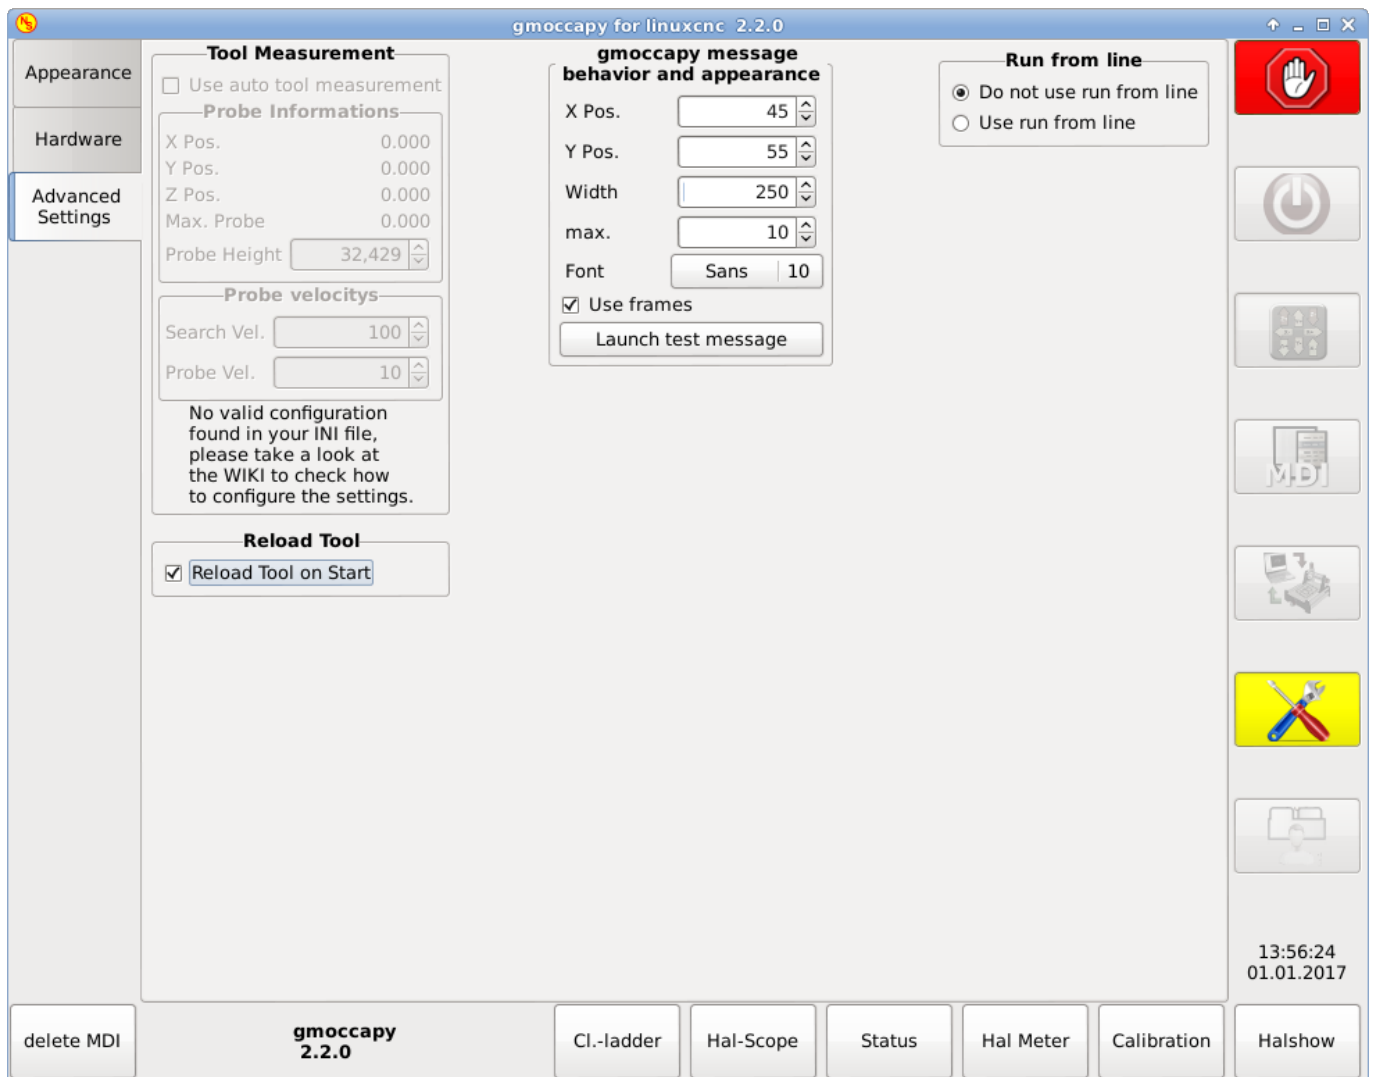 gmoccapy for linuxcnc 2.2.0
Appearance
Hardware
Advanced
Settings
Tool Measurement
Use auto tool measurement
Probe Informations
X Pos. 0.000
Y Pos. 0.000
Z Pos. 0.000
Max. Probe 0.000
Probe Height 32,429
Probe velocitys
Search Vel. 100
Probe Vel. 10
No valid configuration
found in your INI file,
please take a look at
the WIKI to check how
to configure the settings.
Reload Tool
Reload Tool on Start
gmoccapy message
behavior and appearance
X Pos. 45
Y Pos. 55
Width 250
max. 10
Font Sans 10
Use frames
Launch test message
Run from line
Do not use run from line
Use run from line
MDI
13:56:24
01.01.2017
delete MDI
gmoccapy
2.2.0
Cl.-ladder
Hal-Scope
Status
Hal Meter
Calibration
Halshow